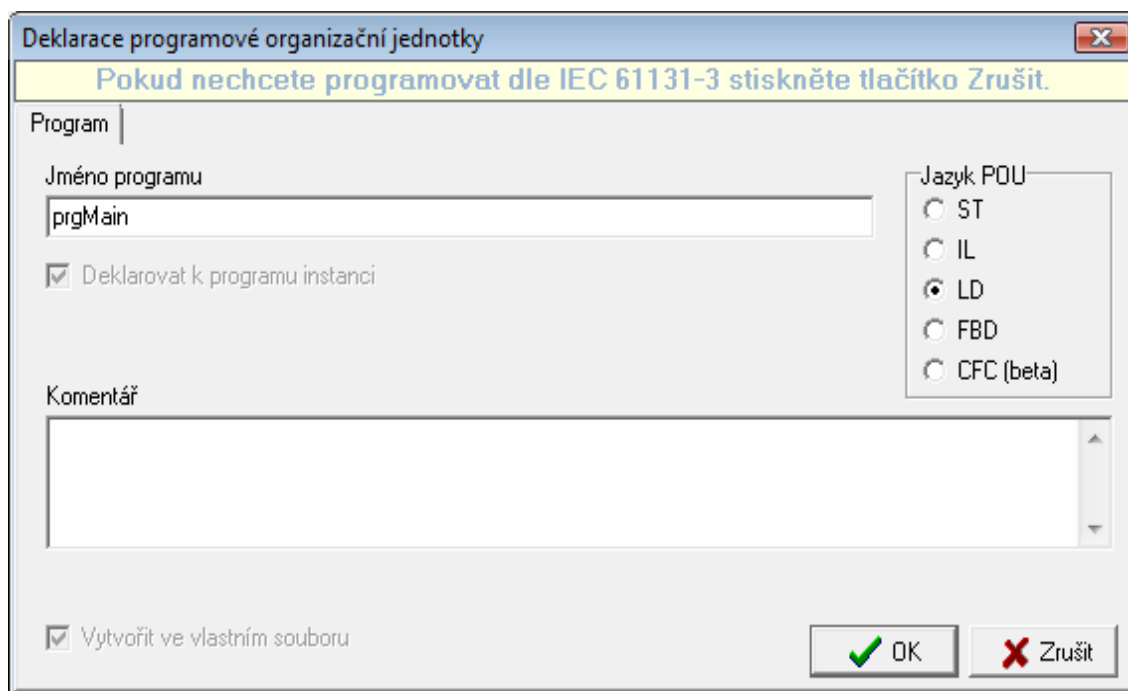 Deklarace programové organizační jednotky
Pokud nechcete programovat dle IEC 61131-3 stiskněte tlačítko Zrušit.
Program
Jméno programu
prgMain
Deklarovat k programu instanci
Jazyk POU
ST
IL
LD
FBD
CFC (beta)
Komentář
Vytvořit ve vlastním souboru
OK
Zrušit